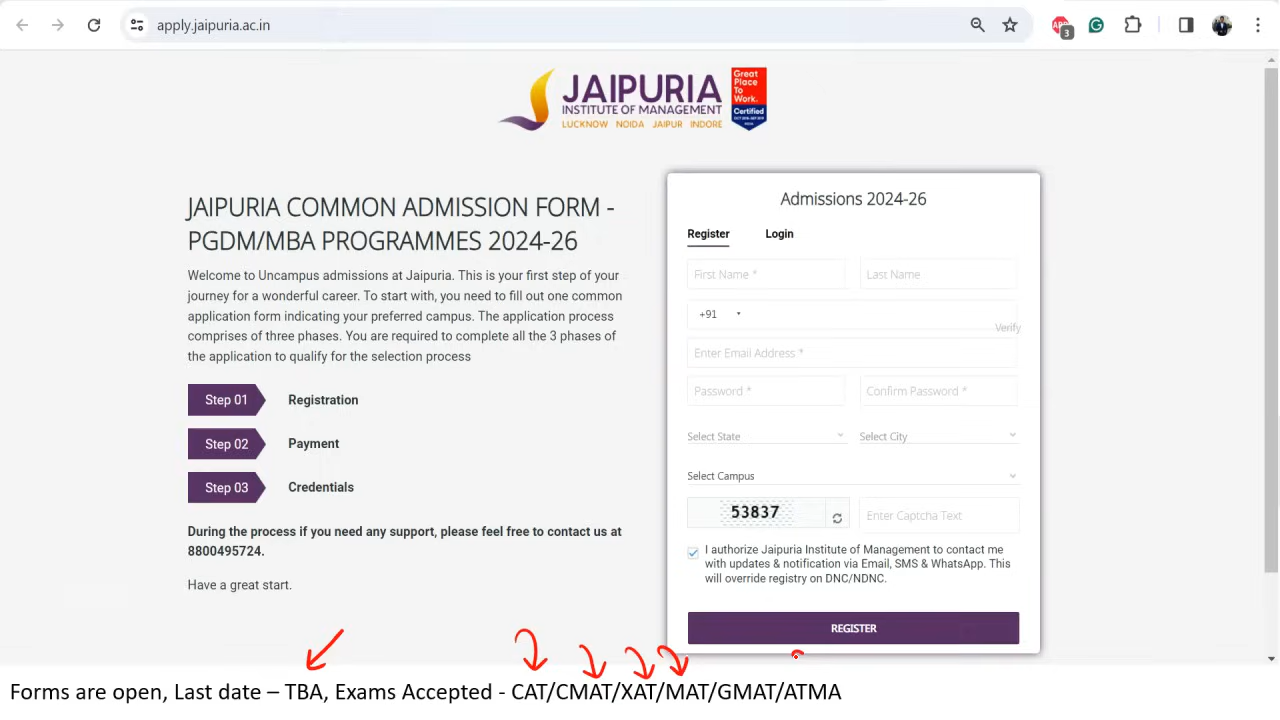 apply.jaipuria.ac.in
3
JAIPURIA
INSTITUTE OF MANAGEMENT
LUCKNOW NOIDA JAIPUR INDORE
Great
Place
To
Work.
Certified
JAIPURIA COMMON ADMISSION FORM -
PGDM/MBA PROGRAMMES 2024-26
Welcome to Uncampus admissions at Jaipuria. This is your first step of your
journey for a wonderful career. To start with, you need to fill out one common
application form indicating your preferred campus. The application process
comprises of three phases. You are required to complete all the 3 phases of
the application to qualify for the selection process
Step 01 Registration
Step 02 Payment
Step 03 Credentials
During the process if you need any support, please feel free to contact us at
8800495724.
Have a great start.
Admissions 2024-26
Register Login
First Name * Last Name
+91
Verify
Enter Email Address *
Password * Confirm Password *
Select State Select City
Select Campus
53837 Enter Captcha Text
I authorize Jaipuria Institute of Management to contact me
with updates & notification via Email, SMS & WhatsApp. This
will override registry on DNC/NDNC.
REGISTER
Forms are open, Last date – TBA, Exams Accepted - CAT/CMAT/XAT/MAT/GMAT/ATMA